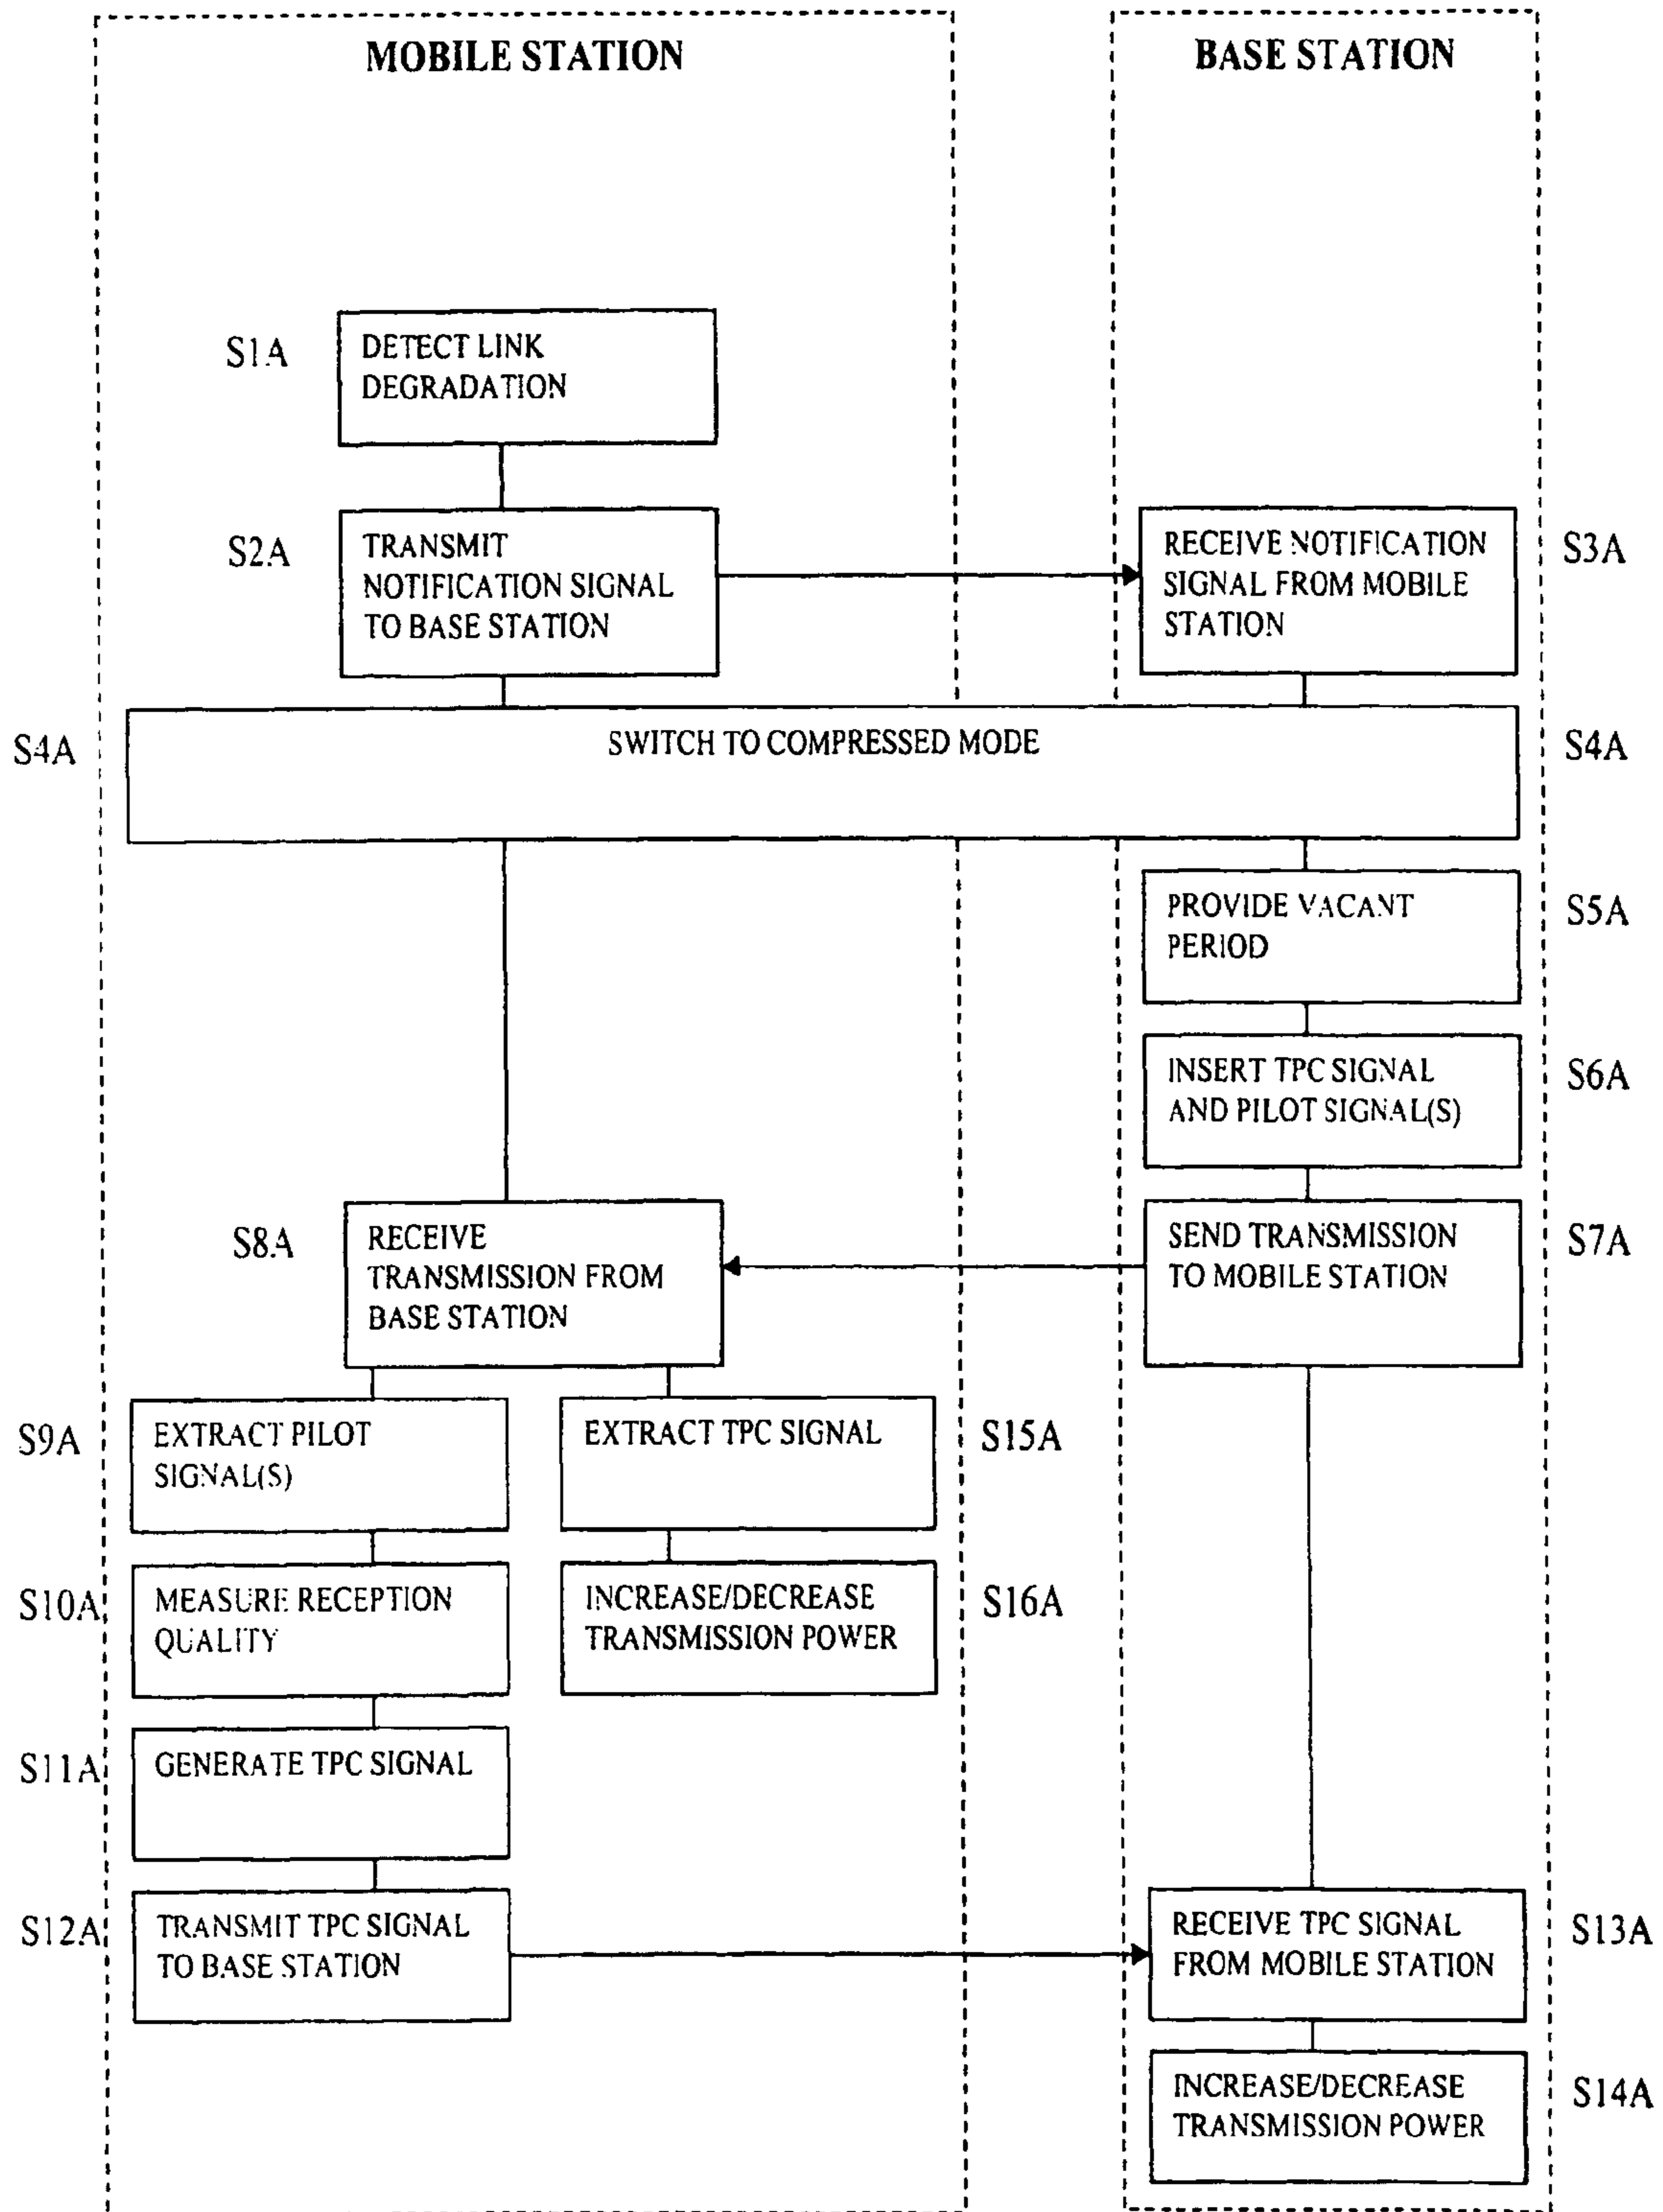 MOBILE STATION
BASE STATION
S1A
DETECT LINK
DEGRADATION
S2A
TRANSMIT
NOTIFICATION SIGNAL
TO BASE STATION
RECEIVE NOTIFICATION
SIGNAL FROM MOBILE
STATION
S3A
S4A
SWITCH TO COMPRESSED MODE
S4A
PROVIDE VACANT
PERIOD
S5A
INSERT TPC SIGNAL
AND PILOT SIGNAL(S)
S6A
S8A
RECEIVE
TRANSMISSION FROM
BASE STATION
SEND TRANSMISSION
TO MOBILE STATION
S7A
S9A
EXTRACT PILOT
SIGNAL(S)
EXTRACT TPC SIGNAL
S15A
S10A
MEASURE RECEPTION
QUALITY
INCREASE/DECREASE
TRANSMISSION POWER
S16A
S11A
GENERATE TPC SIGNAL
S12A
TRANSMIT TPC SIGNAL
TO BASE STATION
RECEIVE TPC SIGNAL
FROM MOBILE STATION
S13A
INCREASE/DECREASE
TRANSMISSION POWER
S14A